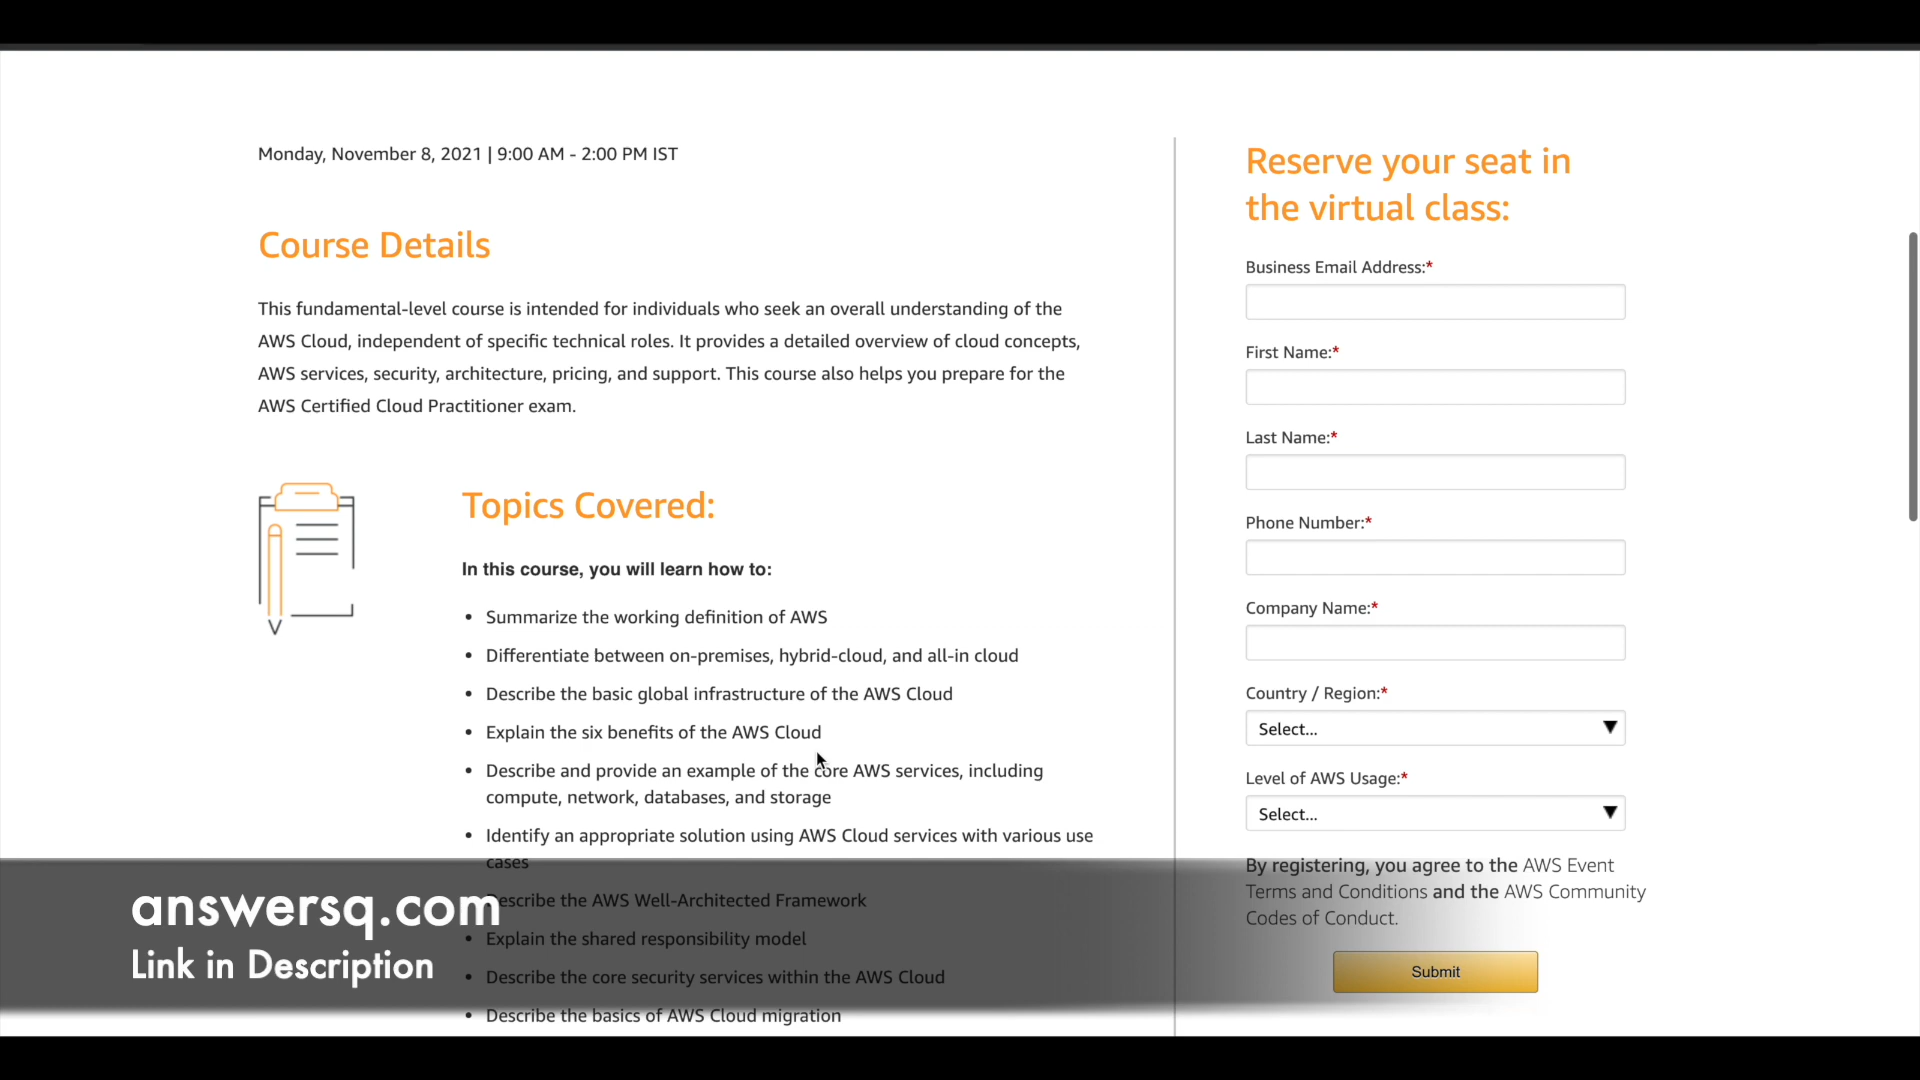 Monday, November 8, 2021 | 9:00 AM - 2:00 PM IST
Course Details
This fundamental-level course is intended for individuals who seek an overall understanding of the
AWS Cloud, independent of specific technical roles. It provides a detailed overview of cloud concepts,
AWS services, security, architecture, pricing, and support. This course also helps you prepare for the
AWS Certified Cloud Practitioner exam.
Topics Covered:
In this course, you will learn how to:
• Summarize the working definition of AWS
• Differentiate between on-premises, hybrid-cloud, and all-in cloud
• Describe the basic global infrastructure of the AWS Cloud
• Explain the six benefits of the AWS Cloud
• Describe and provide an example of the core AWS services, including
compute, network, databases, and storage
• Identify an appropriate solution using AWS Cloud services with various use
cases
Describe the AWS Well-Architected Framework
• Explain the shared responsibility model
• Describe the core security services within the AWS Cloud
• Describe the basics of AWS Cloud migration
Reserve your seat in
the virtual class:
Business Email Address:*
First Name:*
Last Name:*
Phone Number:*
Company Name:*
Country / Region:*
Select...
Level of AWS Usage:*
Select...
By registering, you agree to the AWS Event
Terms and Conditions and the AWS Community
Codes of Conduct.
Submit
answersq.com
Link in Description